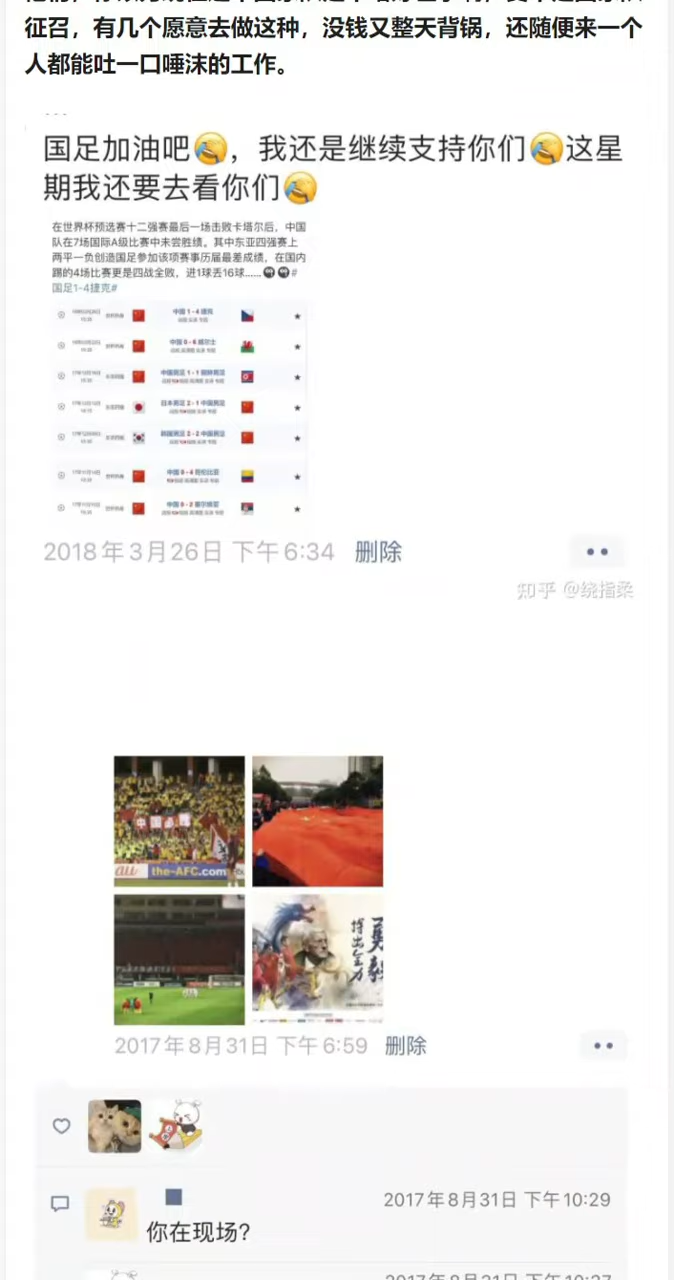 征召，有几个愿意去做这种，没钱又整天背锅，还随便来一个
人都能吐一口唾沫的工作。
国足加油吧🤣，我还是继续支持你们🤣这星
期我还要去看你们🤣
在世界杯预选赛十二强赛最后一场击败卡塔尔后，中国
队在7场国际A级比赛中未尝胜绩。其中东亚四强赛上
两平一负创造国足参加该项赛事历届最差成绩，在国内
踢的4场比赛更是四战全败，进1球丢16球......#
国足1-4捷克#
中国 1-4 捷克
中国 0-6 威尔士
中国男足 1-1 朝鲜男足
日本男足 2-1 中国男足
韩国男足 2-2 中国男足
中国 0-4 哥伦比亚
中国 0-2 塞尔维亚
2018年3月26日 下午6:34 删除
知乎 @绕指柔
中国必胜
au the-AFC.com
勇毅
搏出全力
2017年8月31日 下午6:59 删除
2017年8月31日 下午10:29
你在现场?